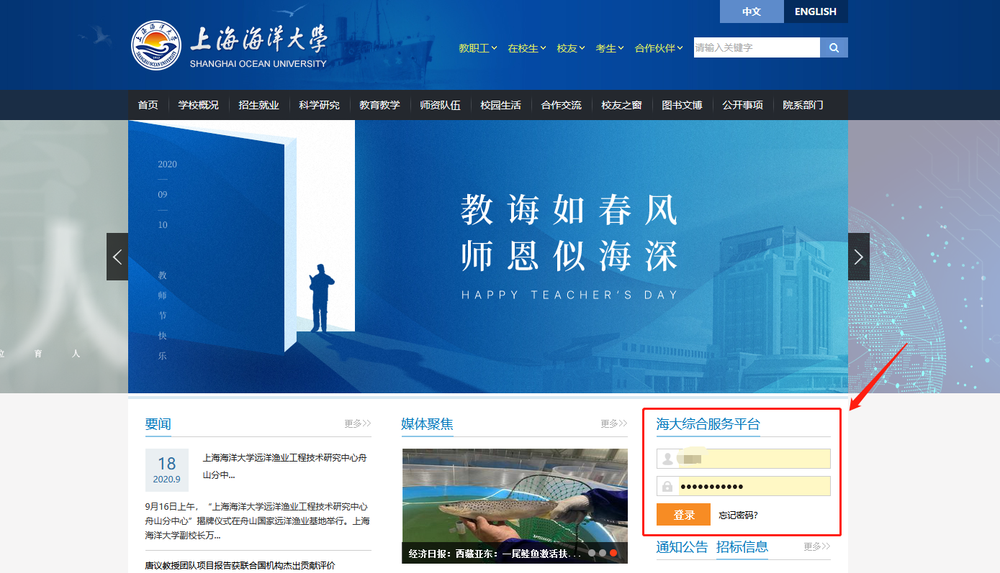 中文
ENGLISH
上海海洋大學
SHANGHAI OCEAN UNIVERSITY
教职工 在校生 校友 考生 合作伙伴
请输入关键字
首页 学校概况 招生就业 科学研究 教育教学 师资队伍 校园生活 合作交流 校友之窗 图书文博 公开事项 院系部门
2020
09
10
教
师
节
快
乐
教诲如春风
师恩似海深
HAPPY TEACHER'S DAY
人
育 人
要闻
更多>>
18
2020.9
上海海洋大学远洋渔业工程技术研究中心舟
山分中...
9月16日上午，“上海海洋大学远洋渔业工程技术研究中心
舟山分中心”揭牌仪式在舟山国家远洋渔业基地举行。上海
海洋大学副校长万...
唐议教授团队项目报告获联合国机构杰出贡献评价
媒体聚焦
更多>>
经济日报：西藏亚东：一尾鲑鱼激活扶...
海大综合服务平台
登录
忘记密码?
通知公告 招标信息
更多>>